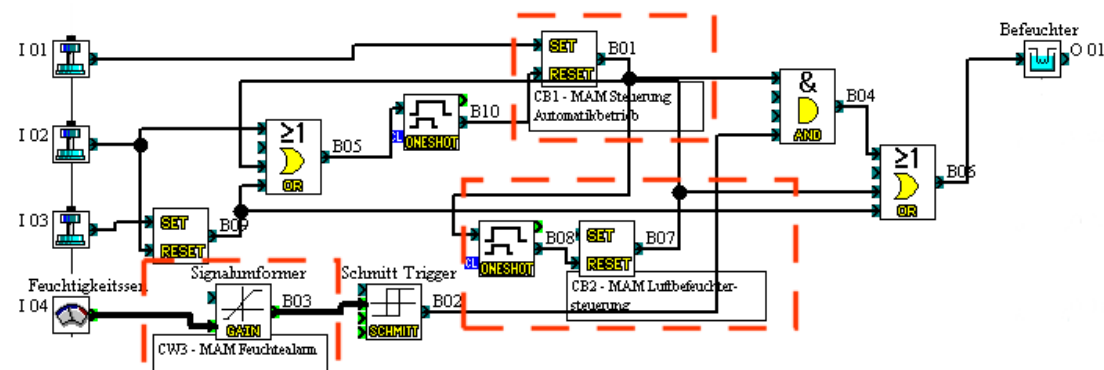 Befeuchter
I 01
SET
RESET
B01
O 01
CB1 - MAM Steuerung
Automatikbetrieb
&
AND
B04
B10
CL
ONESHOT
I 02
≥1
OR
B05
≥1
OR
B06
I 03
SET
RESET
B09
CL
ONESHOT
B08
SET
RESET
B07
CB2 - MAM Luftbefeuchter-
steuerung
Feuchtigkeitssen
Signalumformer
Schmitt Trigger
I 04
GAIN
B03
SCHMITT
B02
CW3 - MAM Feuchtealarm